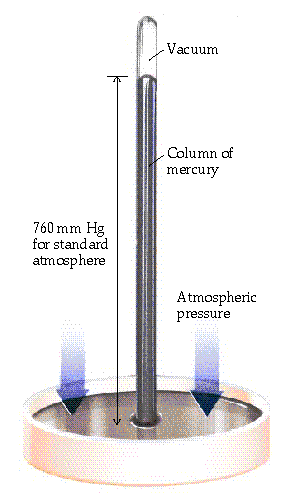 Vacuum
Column of
mercury
760 mm Hg
for standard
atmosphere
Atmospheric
pressure